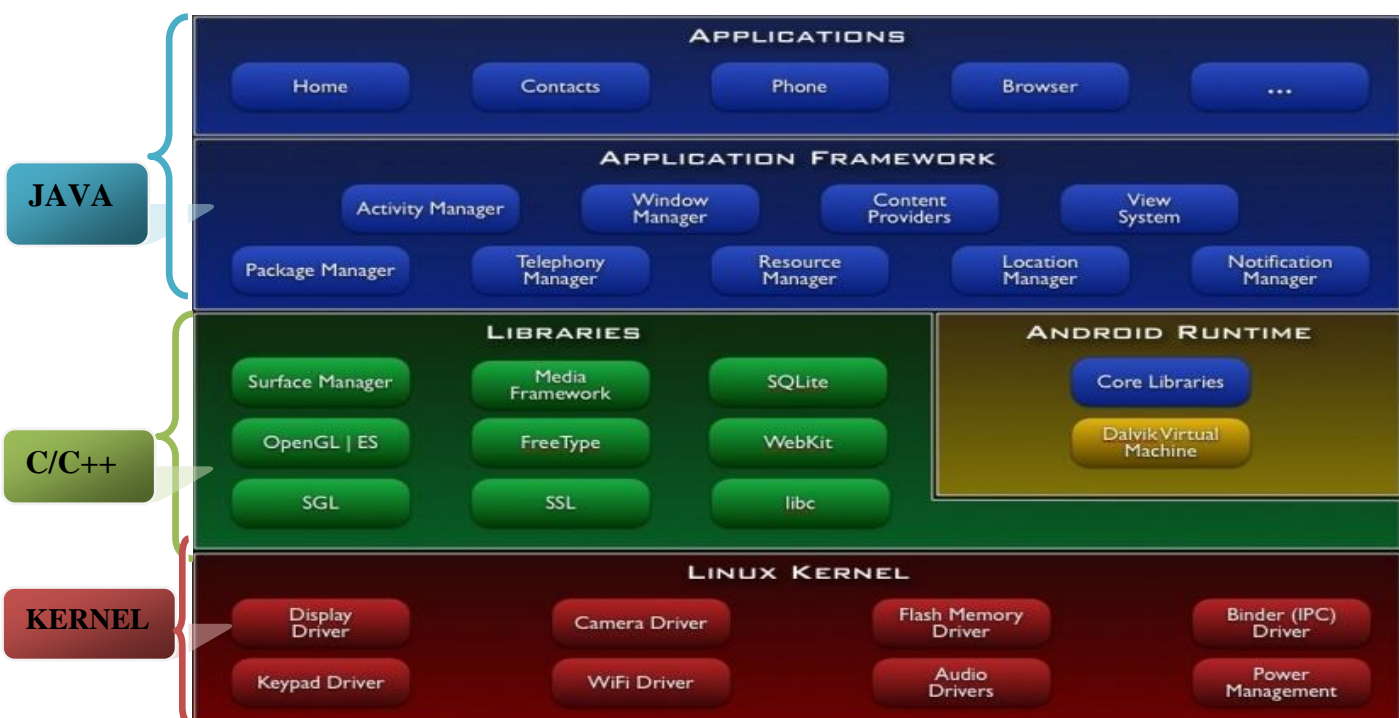 APPLICATIONS
Home
Contacts
Phone
Browser
...
JAVA
APPLICATION FRAMEWORK
Activity Manager
Window
Manager
Content
Providers
View
System
Package Manager
Telephony
Manager
Resource
Manager
Location
Manager
Notification
Manager
C/C++
LIBRARIES
Surface Manager
Media
Framework
SQLite
OpenGL | ES
FreeType
WebKit
SGL
SSL
libc
ANDROID RUNTIME
Core Libraries
Dalvik Virtual
Machine
KERNEL
LINUX KERNEL
Display
Driver
Camera Driver
Flash Memory
Driver
Binder (IPC)
Driver
Keypad Driver
WiFi Driver
Audio
Drivers
Power
Management